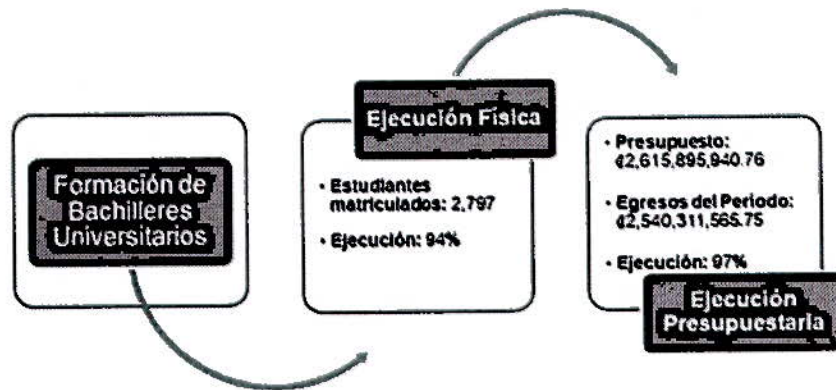 Formación de
Bachilleres
Universitarios
Ejecución Física
• Estudiantes
matriculados: 2,797
• Ejecución: 94%
• Presupuesto:
₡2,615,895,940.76
• Egresos del Periodo:
₡2,540,311,565.75
• Ejecución: 97%
Ejecución
Presupuestaria